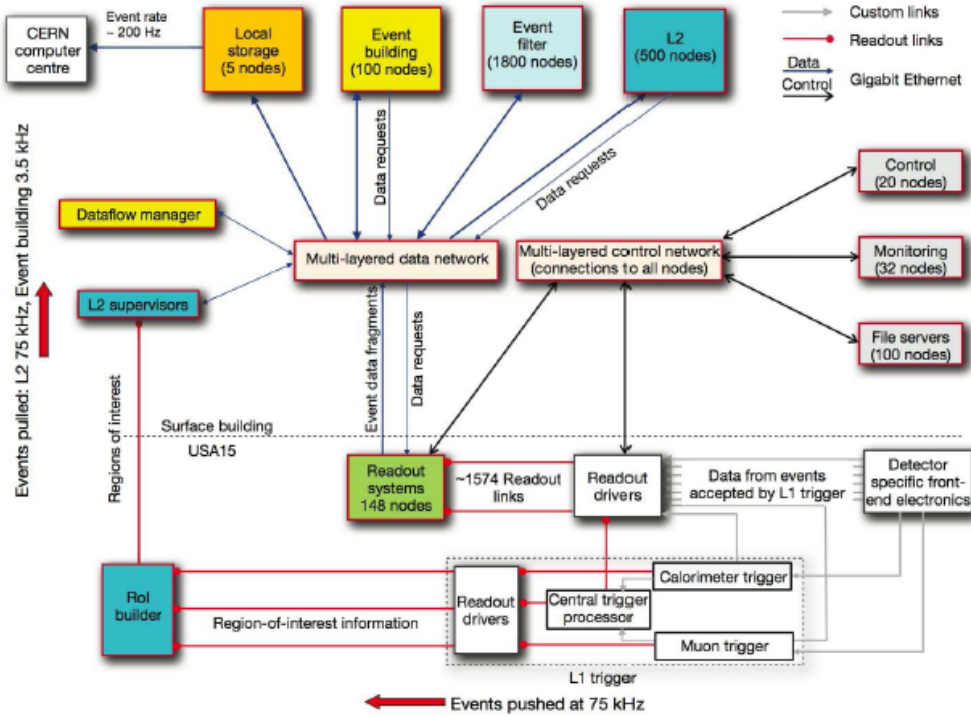 CERN
computer
centre
Event rate
~ 200 Hz
Local
storage
(5 nodes)
Event
building
(100 nodes)
Event
filter
(1800 nodes)
L2
(500 nodes)
Custom links
Readout links
Data
Control
Gigabit Ethernet
Data requests
Data requests
Control
(20 nodes)
Dataflow manager
Multi-layered data network
Multi-layered control network
(connections to all nodes)
Monitoring
(32 nodes)
L2 supervisors
File servers
(100 nodes)
Events pulled: L2 75 kHz, Event building 3.5 kHz
Regions of interest
Event data fragments
Data requests
Surface building
USA15
Readout
systems
148 nodes
~1574 Readout
links
Readout
drivers
Data from events
accepted by L1 trigger
Detector
specific front-
end electronics
RoI
builder
Region-of-interest information
Readout
drivers
Calorimeter trigger
Central trigger
processor
Muon trigger
L1 trigger
Events pushed at 75 kHz